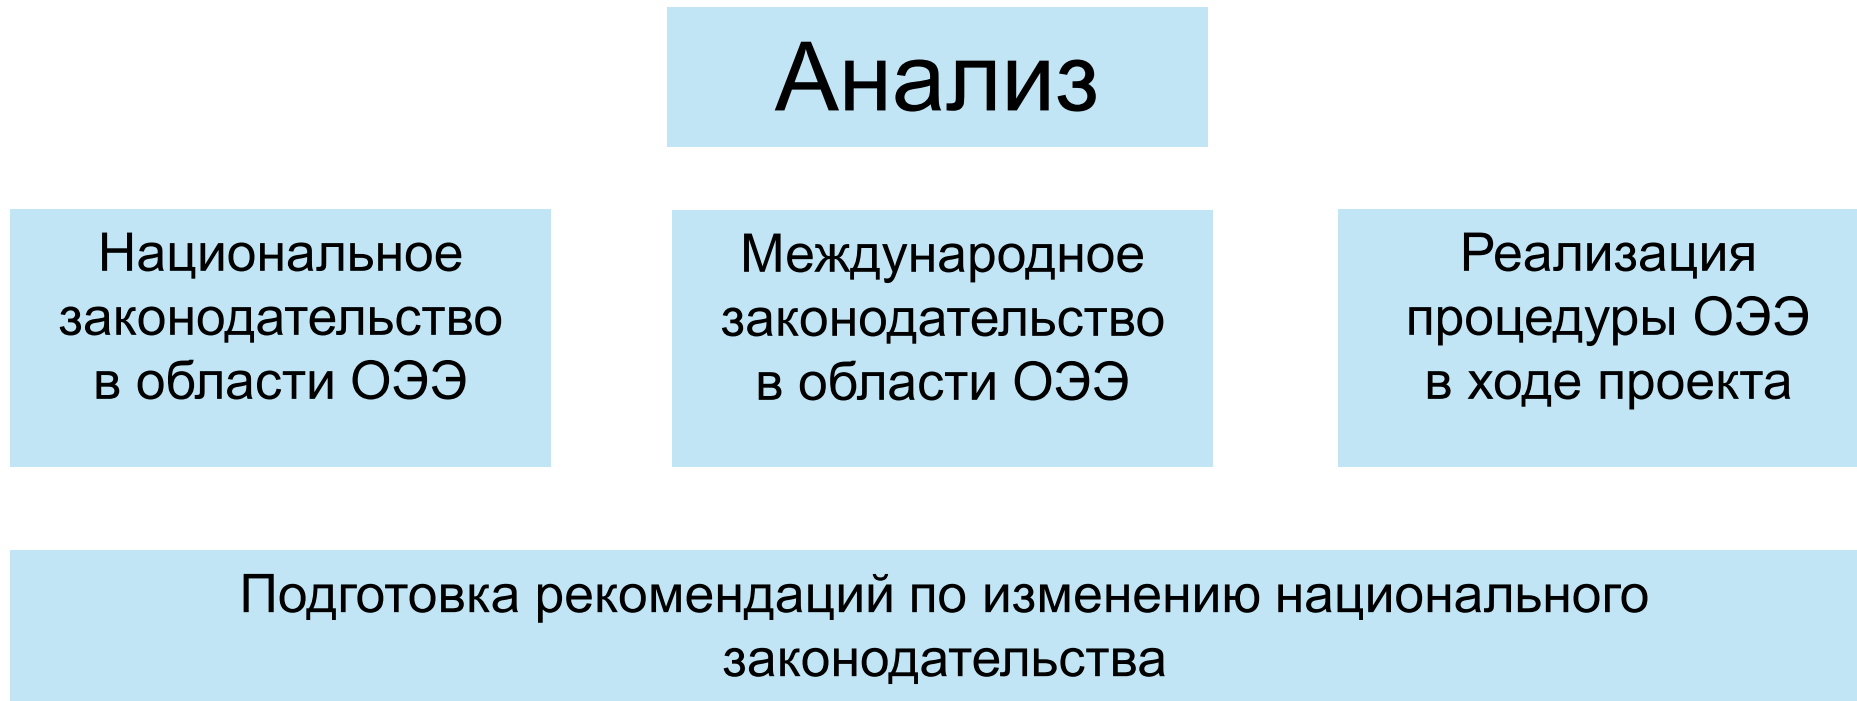 Анализ
Национальное
законодательство
в области ОЭЭ
Международное
законодательство
в области ОЭЭ
Реализация
процедуры ОЭЭ
в ходе проекта
Подготовка рекомендаций по изменению национального
законодательства